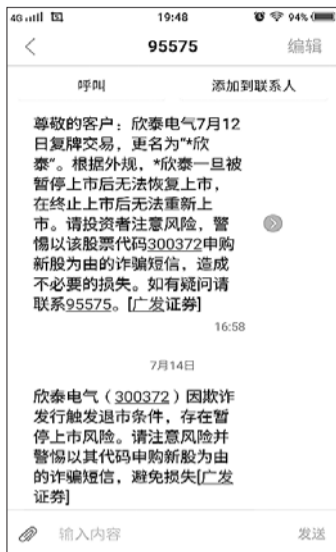 4G 19:48 94%
95575 编辑
呼叫 添加到联系人
尊敬的客户：欣泰电气7月12
日复牌交易，更名为“*欣
泰”。根据外规，*欣泰一旦被
暂停上市后无法恢复上市，
在终止上市后无法重新上
市。请投资者注意风险，警
惕以该股票代码300372申购
新股为由的诈骗短信，造成
不必要的损失。如有疑问请
联系95575。[广发证券]
16:58
7月14日
欣泰电气（300372）因欺诈
发行触发退市条件，存在暂
停上市风险。请注意风险并
警惕以其代码申购新股为由
的诈骗短信，避免损失[广发
证券]
输入内容 发送